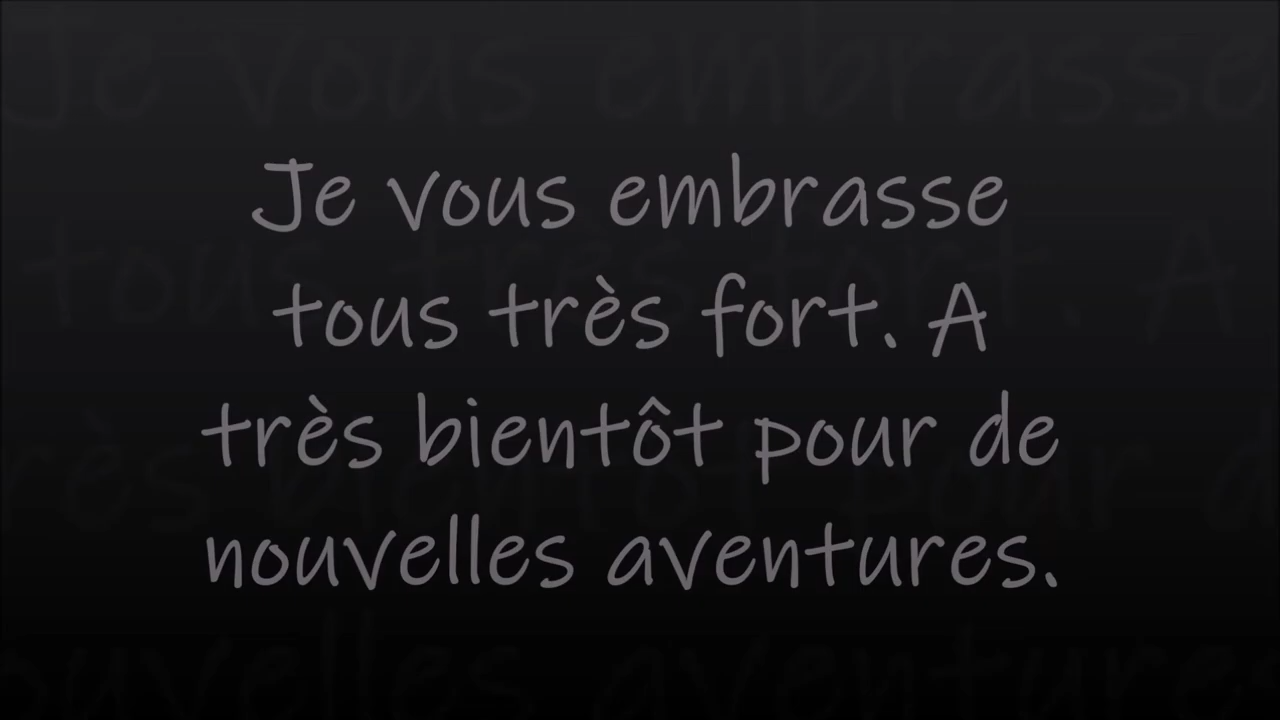 Je vous embrasse
tous très fort. A
très bientôt pour de
nouvelles aventures.